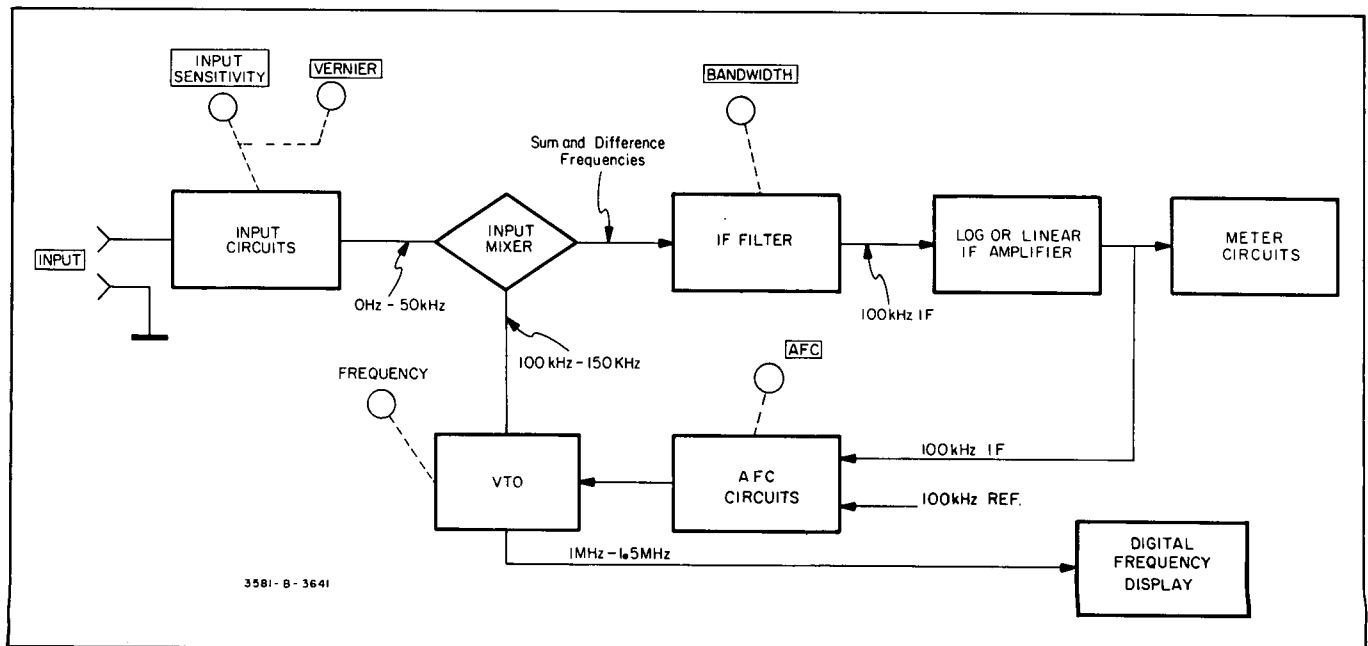 INPUT
SENSITIVITY
VERNIER
BANDWIDTH
Sum and Difference
Frequencies
INPUT
INPUT
CIRCUITS
INPUT
MIXER
IF FILTER
LOG OR LINEAR
IF AMPLIFIER
METER
CIRCUITS
0Hz - 50kHz
100kHz IF
100kHz - 150KHz
AFC
FREQUENCY
VTO
AFC
CIRCUITS
100kHz IF
100kHz REF.
1MHz - 1.5MHz
DIGITAL
FREQUENCY
DISPLAY
3581-B-3641